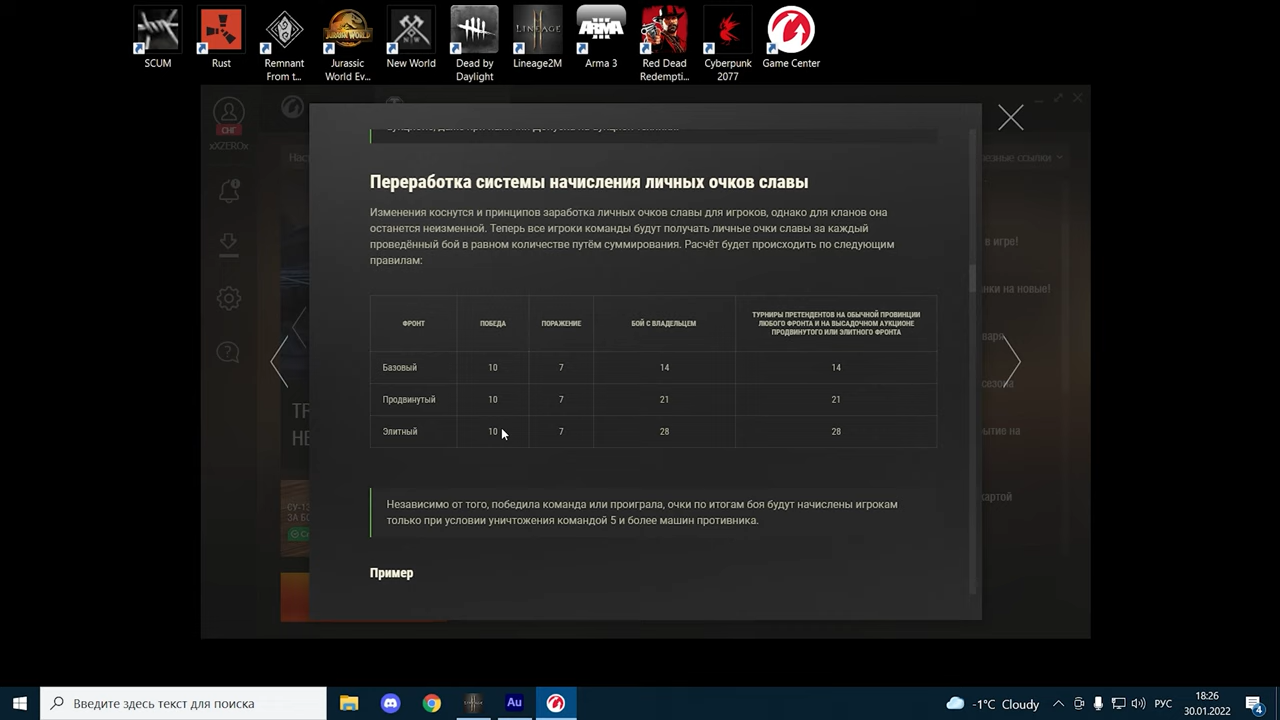 SCUM
Rust
Remnant
From t...
Jurassic
World Ev...
New World
Dead by
Daylight
LINEAGE
Lineage2M
ARMA
Arma 3
Red Dead
Redempti...
Cyberpunk
2077
Game Center
СНГ
xXZEROx
Переработка системы начисления личных очков славы
Изменения коснутся и принципов заработка личных очков славы для игроков, однако для кланов она
останется неизменной. Теперь все игроки команды будут получать личные очки славы за каждый
проведённый бой в равном количестве путём суммирования. Расчёт будет происходить по следующим
правилам:
ФРОНТ
ПОБЕДА
ПОРАЖЕНИЕ
БОЙ С ВЛАДЕЛЬЦЕМ
ТУРНИРЫ ПРЕТЕНДЕНТОВ НА ОБЫЧНОЙ ПРОВИНЦИИ
ЛЮБОГО ФРОНТА И НА ВЫСАДОЧНОМ АУКЦИОНЕ
ПРОДВИНУТОГО ИЛИ ЭЛИТНОГО ФРОНТА
Базовый 10 7 14 14
Продвинутый 10 7 21 21
Элитный 10 7 28 28
Независимо от того, победила команда или проиграла, очки по итогам боя будут начислены игрокам
только при условии уничтожения командой 5 и более машин противника.
Пример
в игре!
на новые!
сезона
Введите здесь текст для поиска
Au
-1°C Cloudy
РУС
18:26
30.01.2022
4